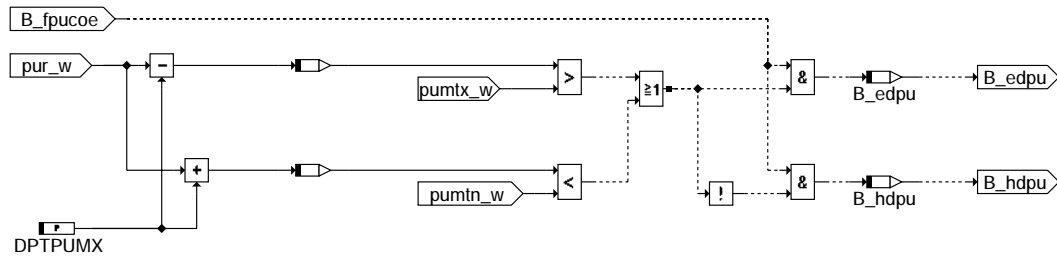 B_fpucoe
pur_w
−
>
pumtx_w
≧1
&
B_edpu
B_edpu
+
<
pumtn_w
!
&
B_hdpu
B_hdpu
P
DPTPUMX